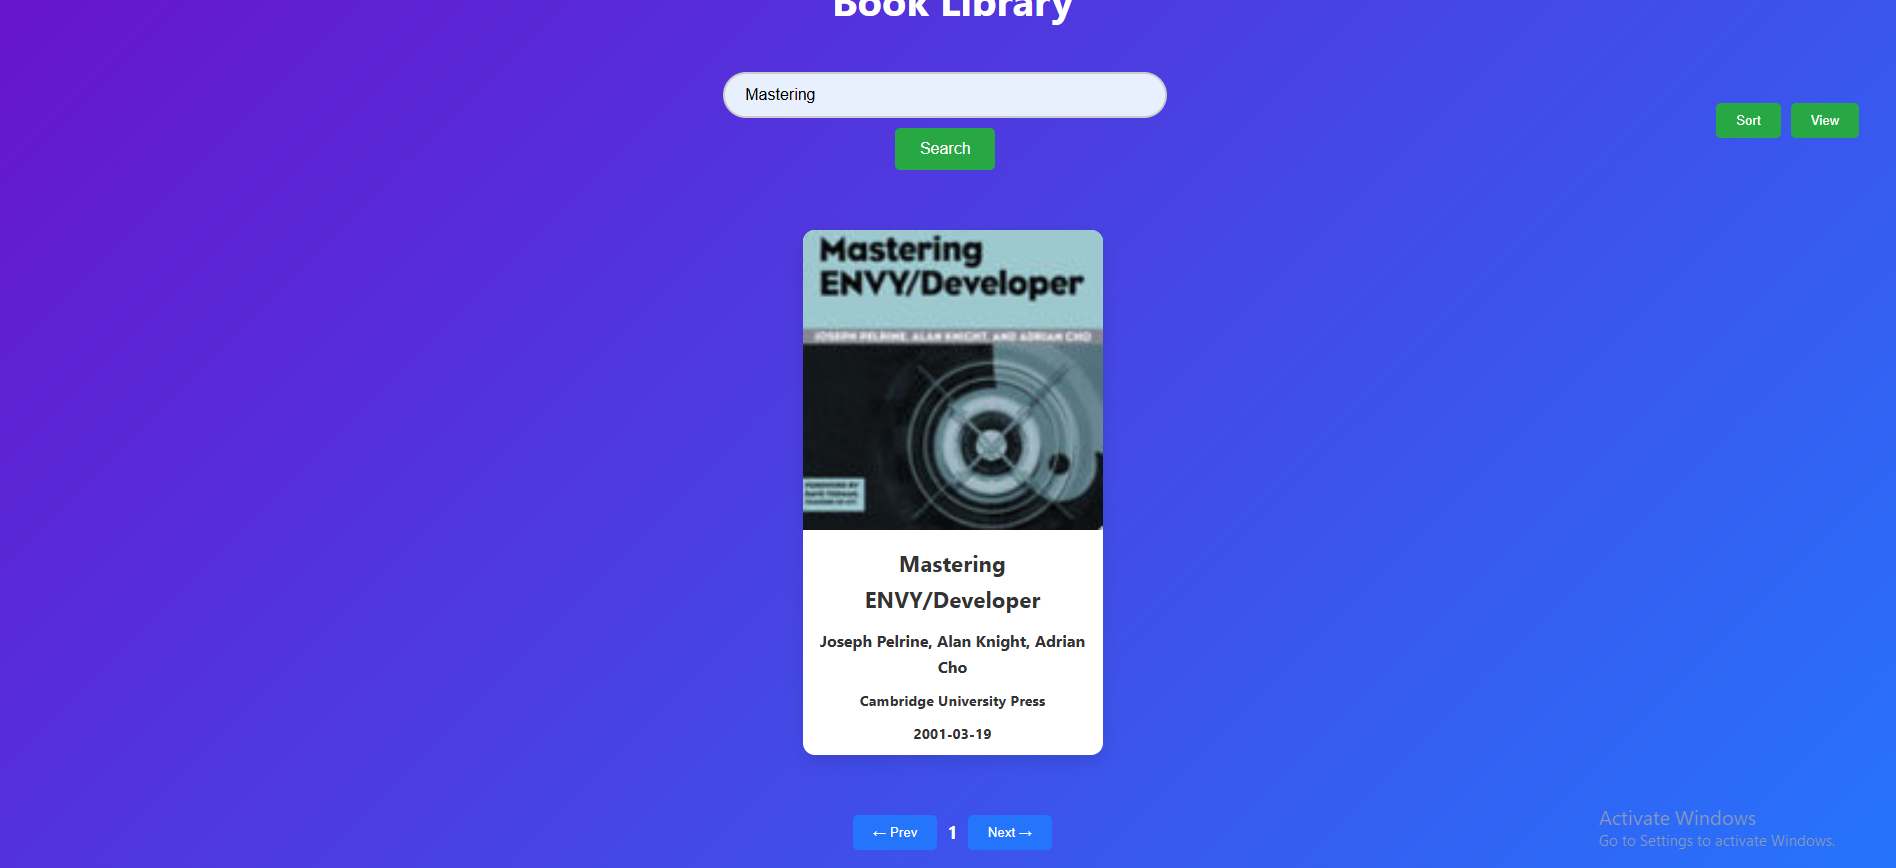 Book Library
Mastering
Search
Sort
View
Mastering
ENVY/Developer
JOSEPH PELRINE, ALAN KNIGHT, AND ADRIAN CHO
FOREWORD BY
Mastering
ENVY/Developer
Joseph Pelrine, Alan Knight, Adrian
Cho
Cambridge University Press
2001-03-19
← Prev
1
Next →
Activate Windows
Go to Settings to activate Windows.